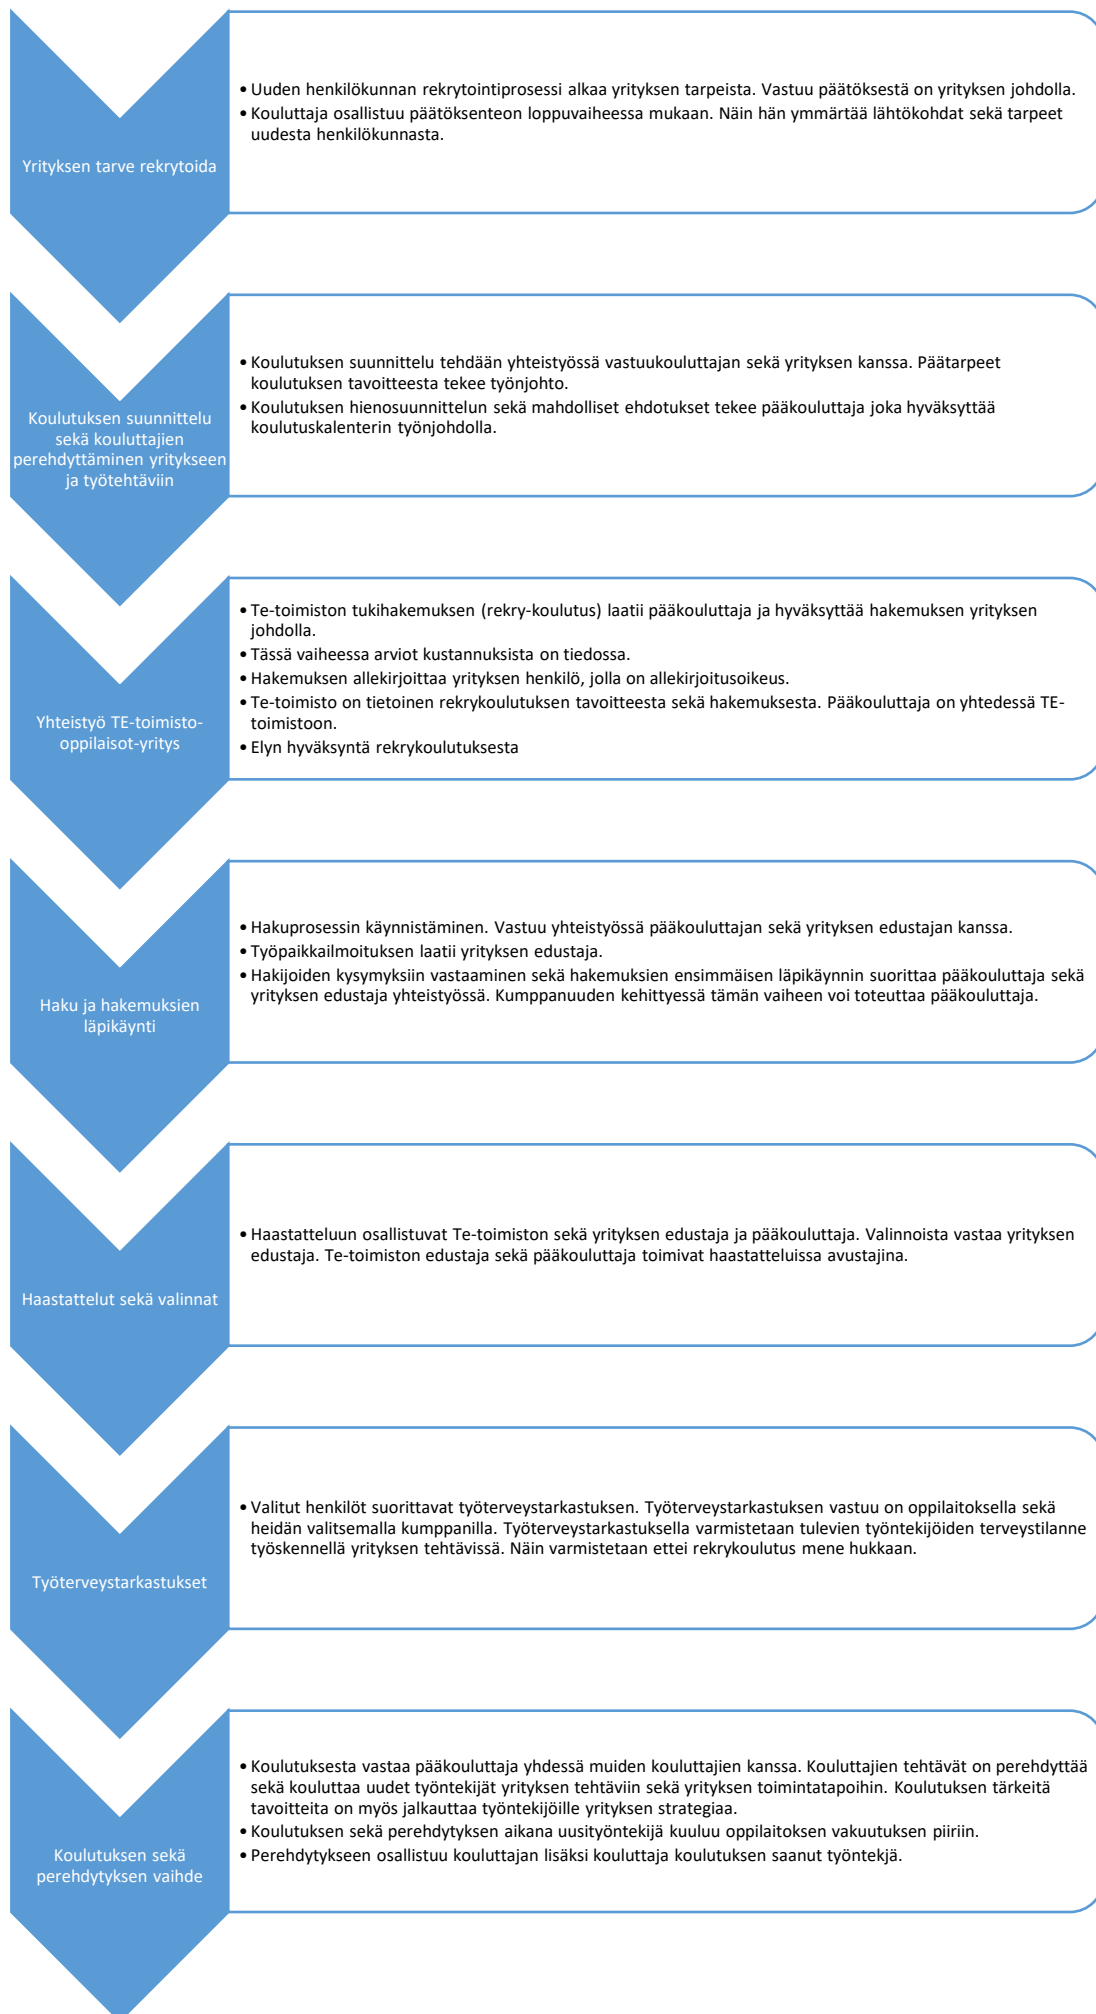 Yrityksen tarve rekrytoida
• Uuden henkilökunnan rekrytointiprosessi alkaa yrityksen tarpeista. Vastuu päätöksestä on yrityksen johdolla.
• Kouluttaja osallistuu päätöksenteon loppuvaiheessa mukaan. Näin hän ymmärtää lähtökohdat sekä tarpeet
uudesta henkilökunnasta.
Koulutuksen suunnittelu
sekä kouluttajien
perehdyttäminen yritykseen
ja työtehtäviin
• Koulutuksen suunnittelu tehdään yhteistyössä vastuukouluttajan sekä yrityksen kanssa. Päätarpeet
koulutuksen tavoitteesta tekee työnjohto.
• Koulutuksen hienosuunnittelun sekä mahdolliset ehdotukset tekee pääkouluttaja joka hyväksyttää
koulutuskalenterin työnjohdolla.
Yhteistyö TE-toimisto-
oppilaisot-yritys
• Te-toimiston tukihakemuksen (rekry-koulutus) laatii pääkouluttaja ja hyväksyttää hakemuksen yrityksen
johdolla.
• Tässä vaiheessa arviot kustannuksista on tiedossa.
• Hakemuksen allekirjoittaa yrityksen henkilö, jolla on allekirjoitusoikeus.
• Te-toimisto on tietoinen rekrykoulutuksen tavoitteesta sekä hakemuksesta. Pääkouluttaja on yhtedessä TE-
toimistoon.
• Elyn hyväksyntä rekrykoulutuksesta
Haku ja hakemuksien
läpikäynti
• Hakuprosessin käynnistäminen. Vastuu yhteistyössä pääkouluttajan sekä yrityksen edustajan kanssa.
• Työpaikkailmoituksen laatii yrityksen edustaja.
• Hakijoiden kysymyksiin vastaaminen sekä hakemuksien ensimmäisen läpikäynnin suorittaa pääkouluttaja sekä
yrityksen edustaja yhteistyössä. Kumppanuuden kehittyessä tämän vaiheen voi toteuttaa pääkouluttaja.
Haastattelut sekä valinnat
• Haastatteluun osallistuvat Te-toimiston sekä yrityksen edustaja ja pääkouluttaja. Valinnoista vastaa yrityksen
edustaja. Te-toimiston edustaja sekä pääkouluttaja toimivat haastatteluissa avustajina.
Työterveystarkastukset
• Valitut henkilöt suorittavat työterveystarkastuksen. Työterveystarkastuksen vastuu on oppilaitoksella sekä
heidän valitsemalla kumppanilla. Työterveystarkastuksella varmistetaan tulevien työntekijöiden terveystilanne
työskennellä yrityksen tehtävissä. Näin varmistetaan ettei rekrykoulutus mene hukkaan.
Koulutuksen sekä
perehdytyksen vaihde
• Koulutuksesta vastaa pääkouluttaja yhdessä muiden kouluttajien kanssa. Kouluttajien tehtävät on perehdyttää
sekä kouluttaa uudet työntekijät yrityksen tehtäviin sekä yrityksen toimintatapoihin. Koulutuksen tärkeitä
tavoitteita on myös jalkauttaa työntekijöille yrityksen strategiaa.
• Koulutuksen sekä perehdytyksen aikana uusityöntekijä kuuluu oppilaitoksen vakuutuksen piiriin.
• Perehdytykseen osallistuu kouluttajan lisäksi kouluttaja koulutuksen saanut työntekjä.